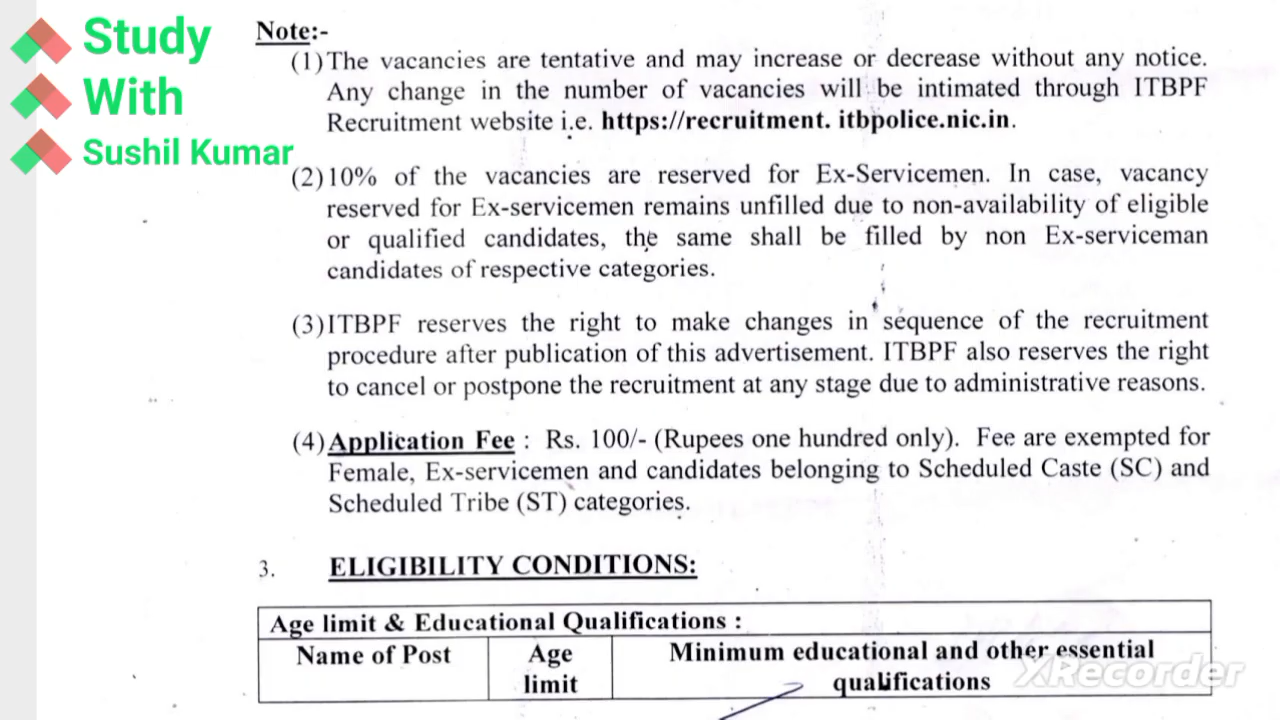 Study
With
Sushil Kumar
Note:-
(1) The vacancies are tentative and may increase or decrease without any notice.
Any change in the number of vacancies will be intimated through ITBPF
Recruitment website i.e. https://recruitment. itbpolice.nic.in.
(2) 10% of the vacancies are reserved for Ex-Servicemen. In case, vacancy
reserved for Ex-servicemen remains unfilled due to non-availability of eligible
or qualified candidates, the same shall be filled by non Ex-serviceman
candidates of respective categories.
(3) ITBPF reserves the right to make changes in sequence of the recruitment
procedure after publication of this advertisement. ITBPF also reserves the right
to cancel or postpone the recruitment at any stage due to administrative reasons.
(4) Application Fee : Rs. 100/- (Rupees one hundred only). Fee are exempted for
Female, Ex-servicemen and candidates belonging to Scheduled Caste (SC) and
Scheduled Tribe (ST) categories.
3. ELIGIBILITY CONDITIONS:
Age limit & Educational Qualifications :
Name of Post Age limit Minimum educational and other essential qualifications
XRecorder